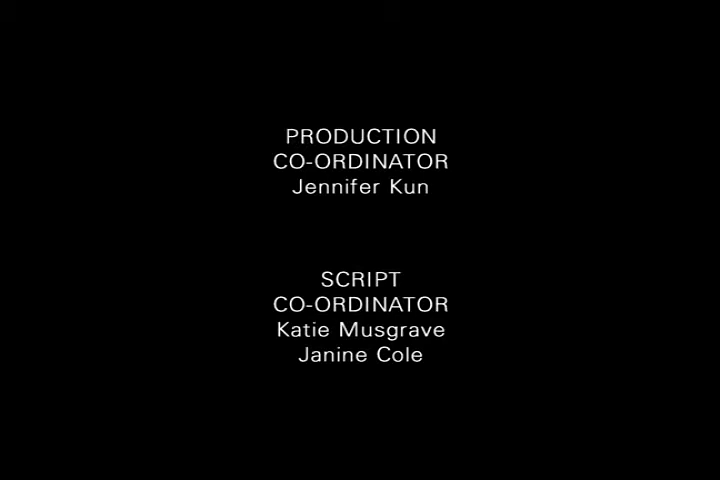 PRODUCTION
CO-ORDINATOR
Jennifer Kun
SCRIPT
CO-ORDINATOR
Katie Musgrave
Janine Cole